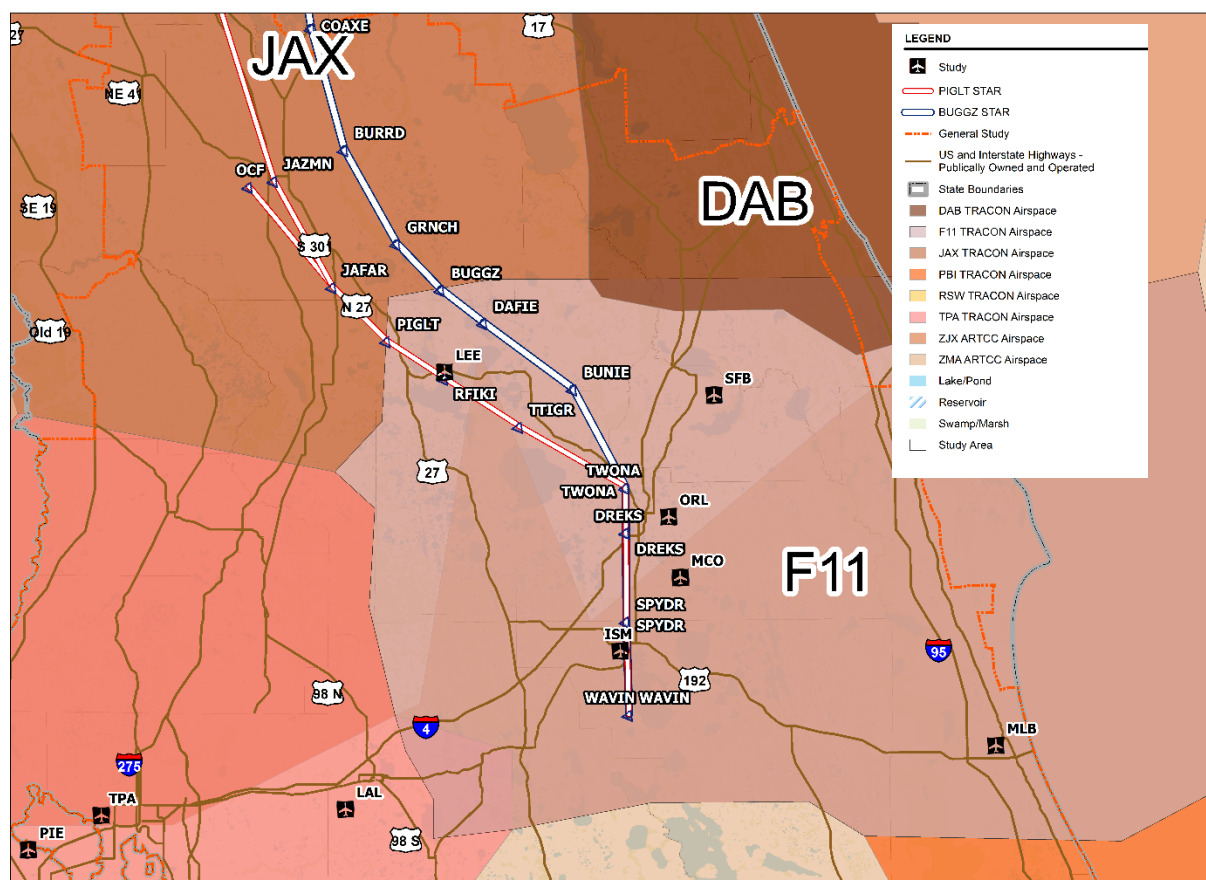 COAXE
17
27
JAX
NE 41
BURRD
OCF
JAZMN
SE 19
GRNCH
S 301
BUGGZ
JAFAR
N 27
DAFIE
Old 19
PIGLT
LEE
BUNIE
RFIKI
SFB
TTIGR
27
TWONA
TWONA
ORL
DREKS
DREKS
MCO
DAB
F11
SPYDR
SPYDR
ISM
95
192
98 N
WAVIN WAVIN
4
MLB
275
TPA
LAL
PIE
98 S
LEGEND
Study
PIGLT STAR
BUGGZ STAR
General Study
US and Interstate Highways -
Publically Owned and Operated
State Boundaries
DAB TRACON Airspace
F11 TRACON Airspace
JAX TRACON Airspace
PBI TRACON Airspace
RSW TRACON Airspace
TPA TRACON Airspace
ZJX ARTCC Airspace
ZMA ARTCC Airspace
Lake/Pond
Reservoir
Swamp/Marsh
Study Area